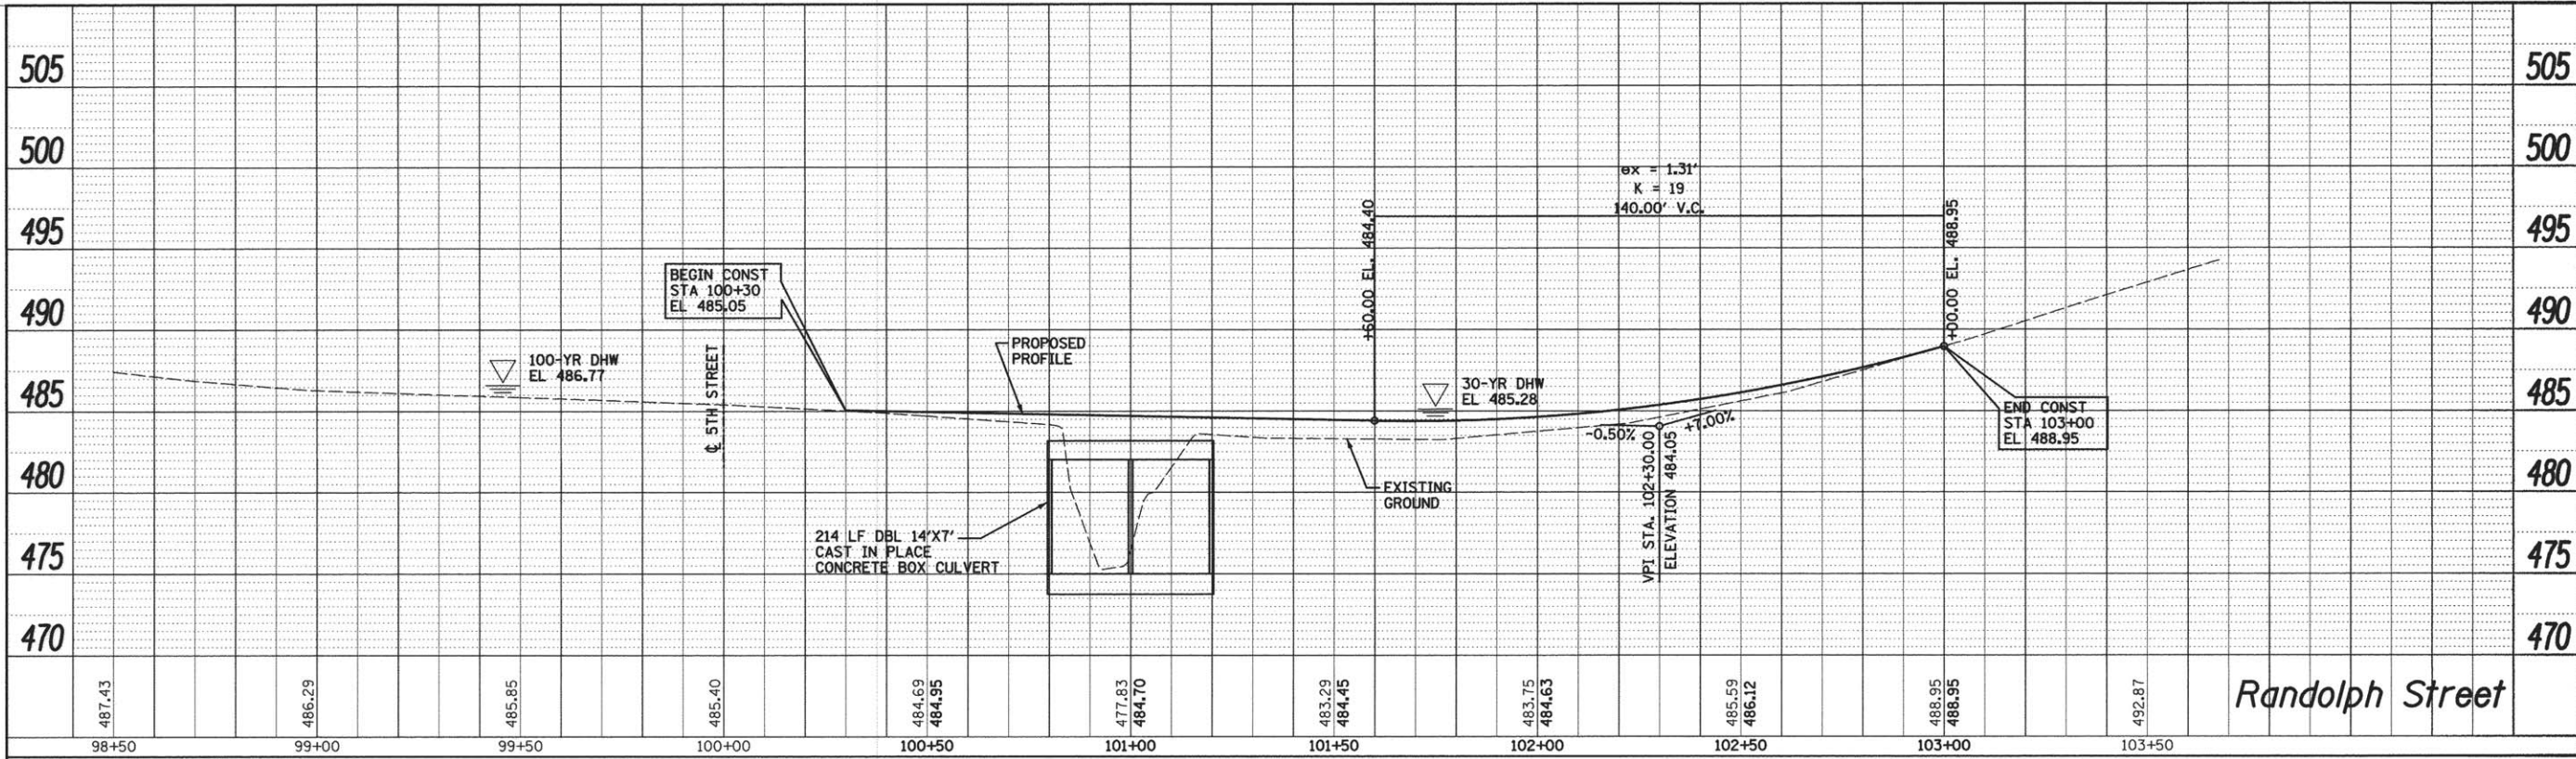 505
505
500
500
495
495
490
490
485
485
480
480
475
475
470
470
ex = 1.31'
K = 19
140.00' V.C.
+60.00 EL. 484.40
+00.00 EL. 488.95
BEGIN CONST
STA 100+30
EL 485.05
100-YR DHW
EL 486.77
℄ 5TH STREET
PROPOSED
PROFILE
30-YR DHW
EL 485.28
-0.50%
+7.00%
VPI STA. 102+30.00
ELEVATION 484.05
END CONST
STA 103+00
EL 488.95
EXISTING
GROUND
214 LF DBL 14'X7'
CAST IN PLACE
CONCRETE BOX CULVERT
487.43
486.29
485.85
485.40
484.69
484.95
477.83
484.70
483.29
484.45
483.75
484.63
485.59
486.12
488.95
488.95
492.87
Randolph Street
98+50
99+00
99+50
100+00
100+50
101+00
101+50
102+00
102+50
103+00
103+50